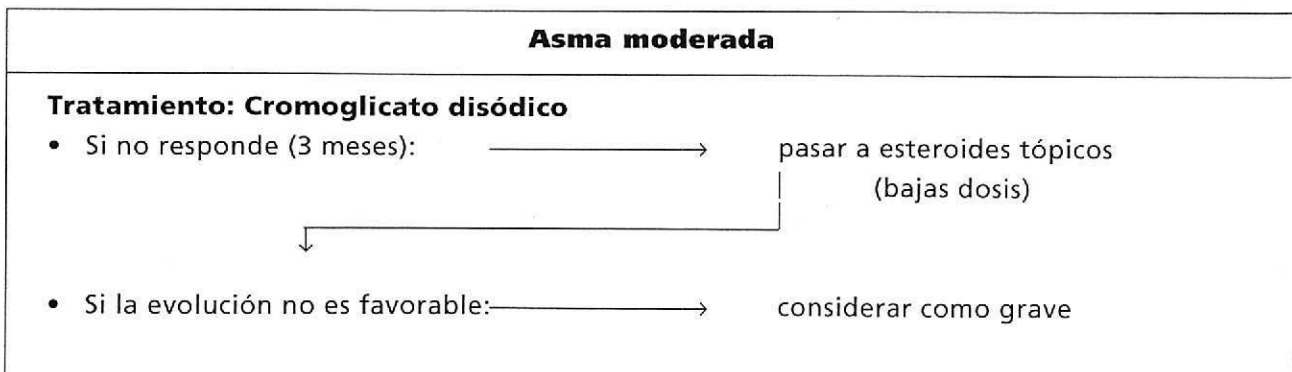 Asma moderada
Tratamiento: Cromoglicato disódico
• Si no responde (3 meses): pasar a esteroides tópicos
(bajas dosis)
• Si la evolución no es favorable: considerar como grave